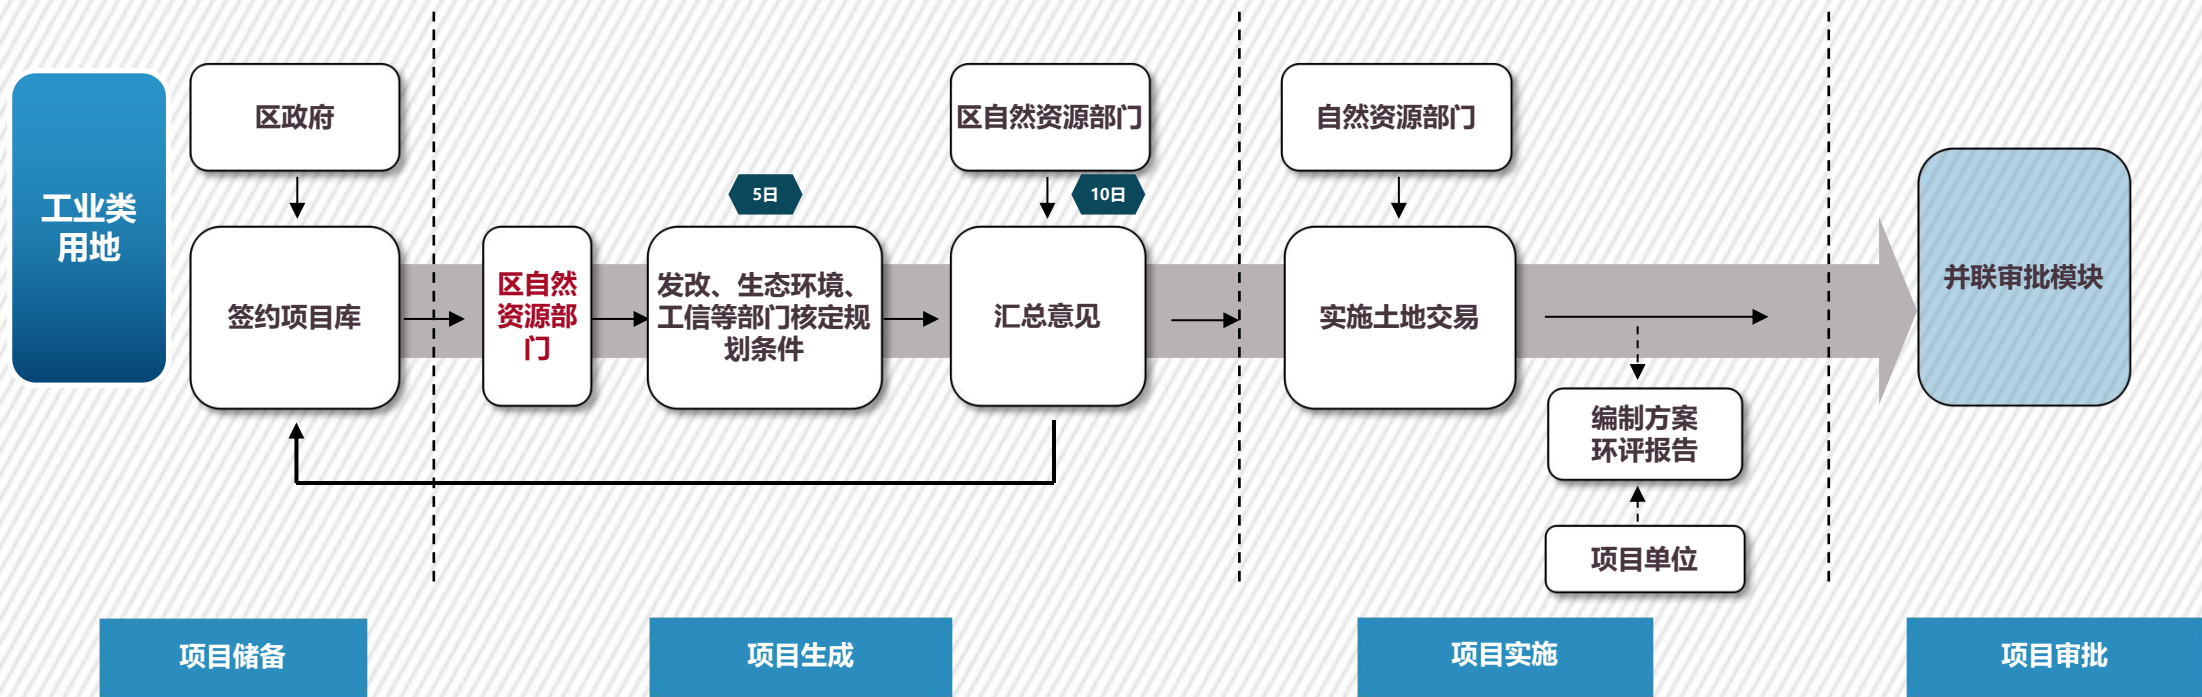 工业类
用地
区政府
签约项目库
区自然
资源部
门
5日
发改、生态环境、
工信等部门核定规
划条件
区自然资源部门
10日
汇总意见
自然资源部门
实施土地交易
编制方案
环评报告
项目单位
并联审批模块
项目储备
项目生成
项目实施
项目审批